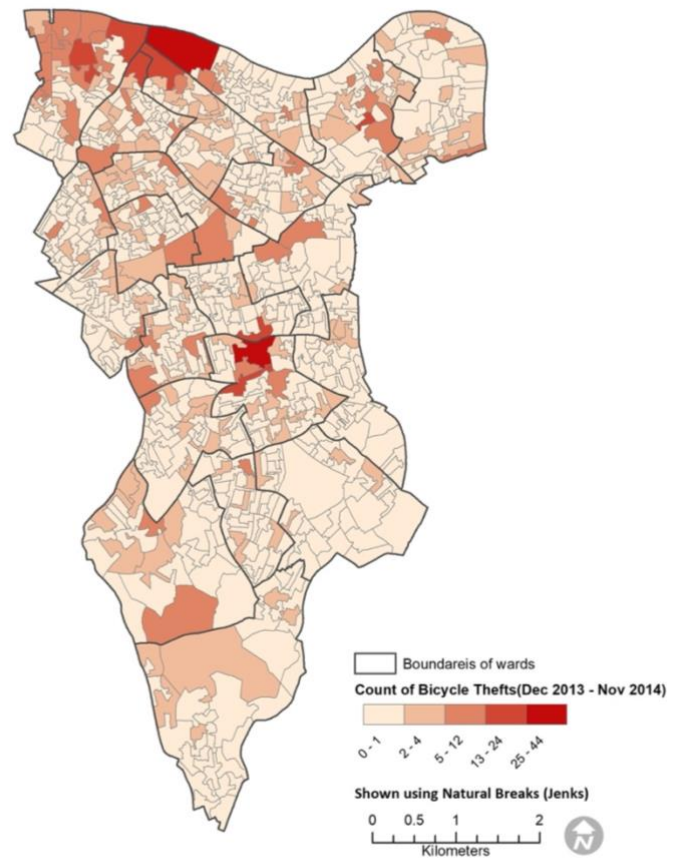 Boundareis of wards
Count of Bicycle Thefts(Dec 2013 - Nov 2014)
0 - 1
2 - 4
5 - 12
13 - 24
25 - 44
Shown using Natural Breaks (Jenks)
0 0.5 1 2
Kilometers
N